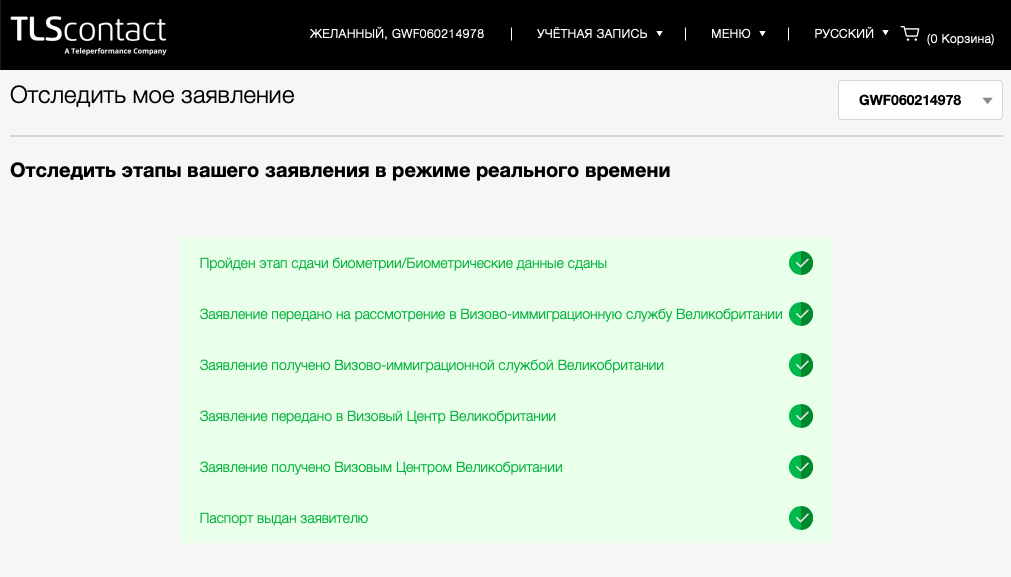 TLScontact
A Teleperformance Company
ЖЕЛАННЫЙ, GWF060214978 | УЧЁТНАЯ ЗАПИСЬ ▼ | МЕНЮ ▼ | РУССКИЙ ▼ (0 Корзина)
Отследить мое заявление
GWF060214978
Отследить этапы вашего заявления в режиме реального времени
Пройден этап сдачи биометрии/Биометрические данные сданы
Заявление передано на рассмотрение в Визово-иммиграционную службу Великобритании
Заявление получено Визово-иммиграционной службой Великобритании
Заявление передано в Визовый Центр Великобритании
Заявление получено Визовым Центром Великобритании
Паспорт выдан заявителю